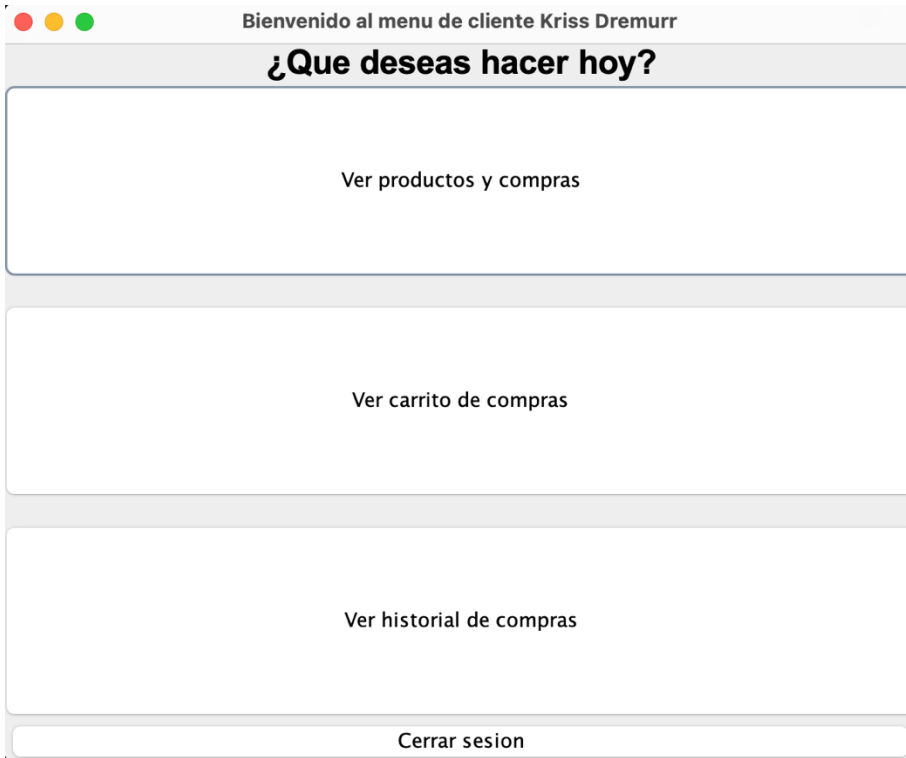 Bienvenido al menu de cliente Kriss Dremurr
¿Que deseas hacer hoy?
Ver productos y compras
Ver carrito de compras
Ver historial de compras
Cerrar sesion